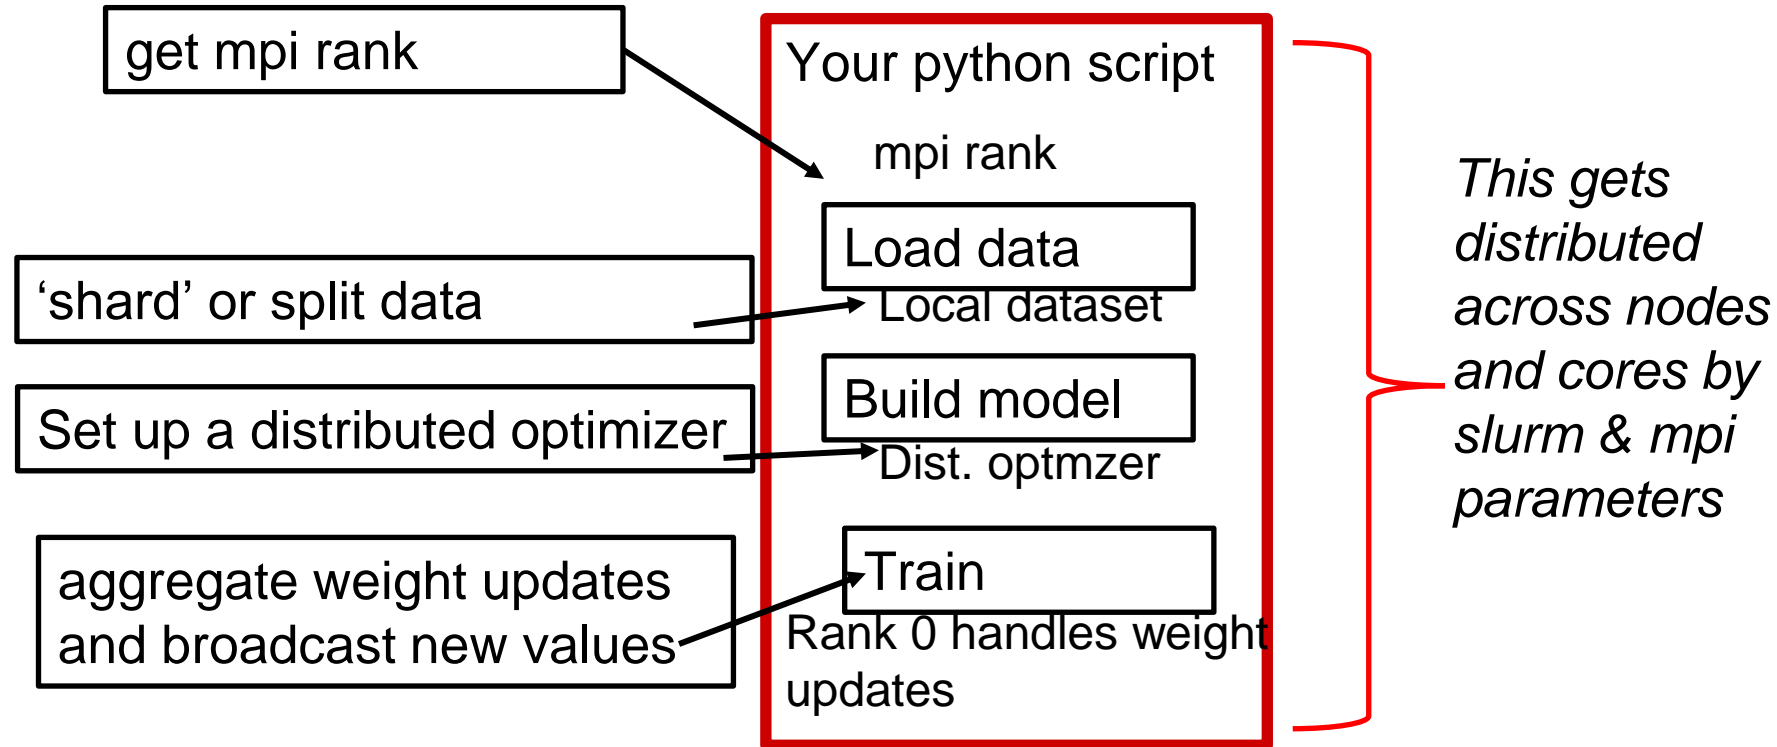 get mpi rank
‘shard’ or split data
Set up a distributed optimizer
aggregate weight updates
and broadcast new values
Your python script
mpi rank
Load data
Local dataset
Build model
Dist. optmzer
Train
Rank 0 handles weight
updates
This gets
distributed
across nodes
and cores by
slurm & mpi
parameters